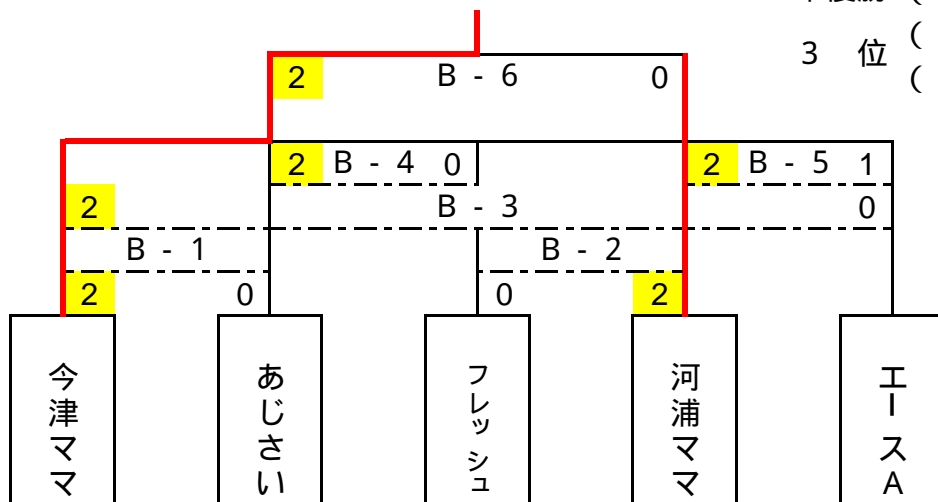 (
3 位 (
(
2 B - 6 0
2 B - 4 0 2 B - 5 1
2 B - 3 0
B - 1 B - 2
2 0 0 2
今津ママ
あじさい
フレッシュ
河浦ママ
エースA